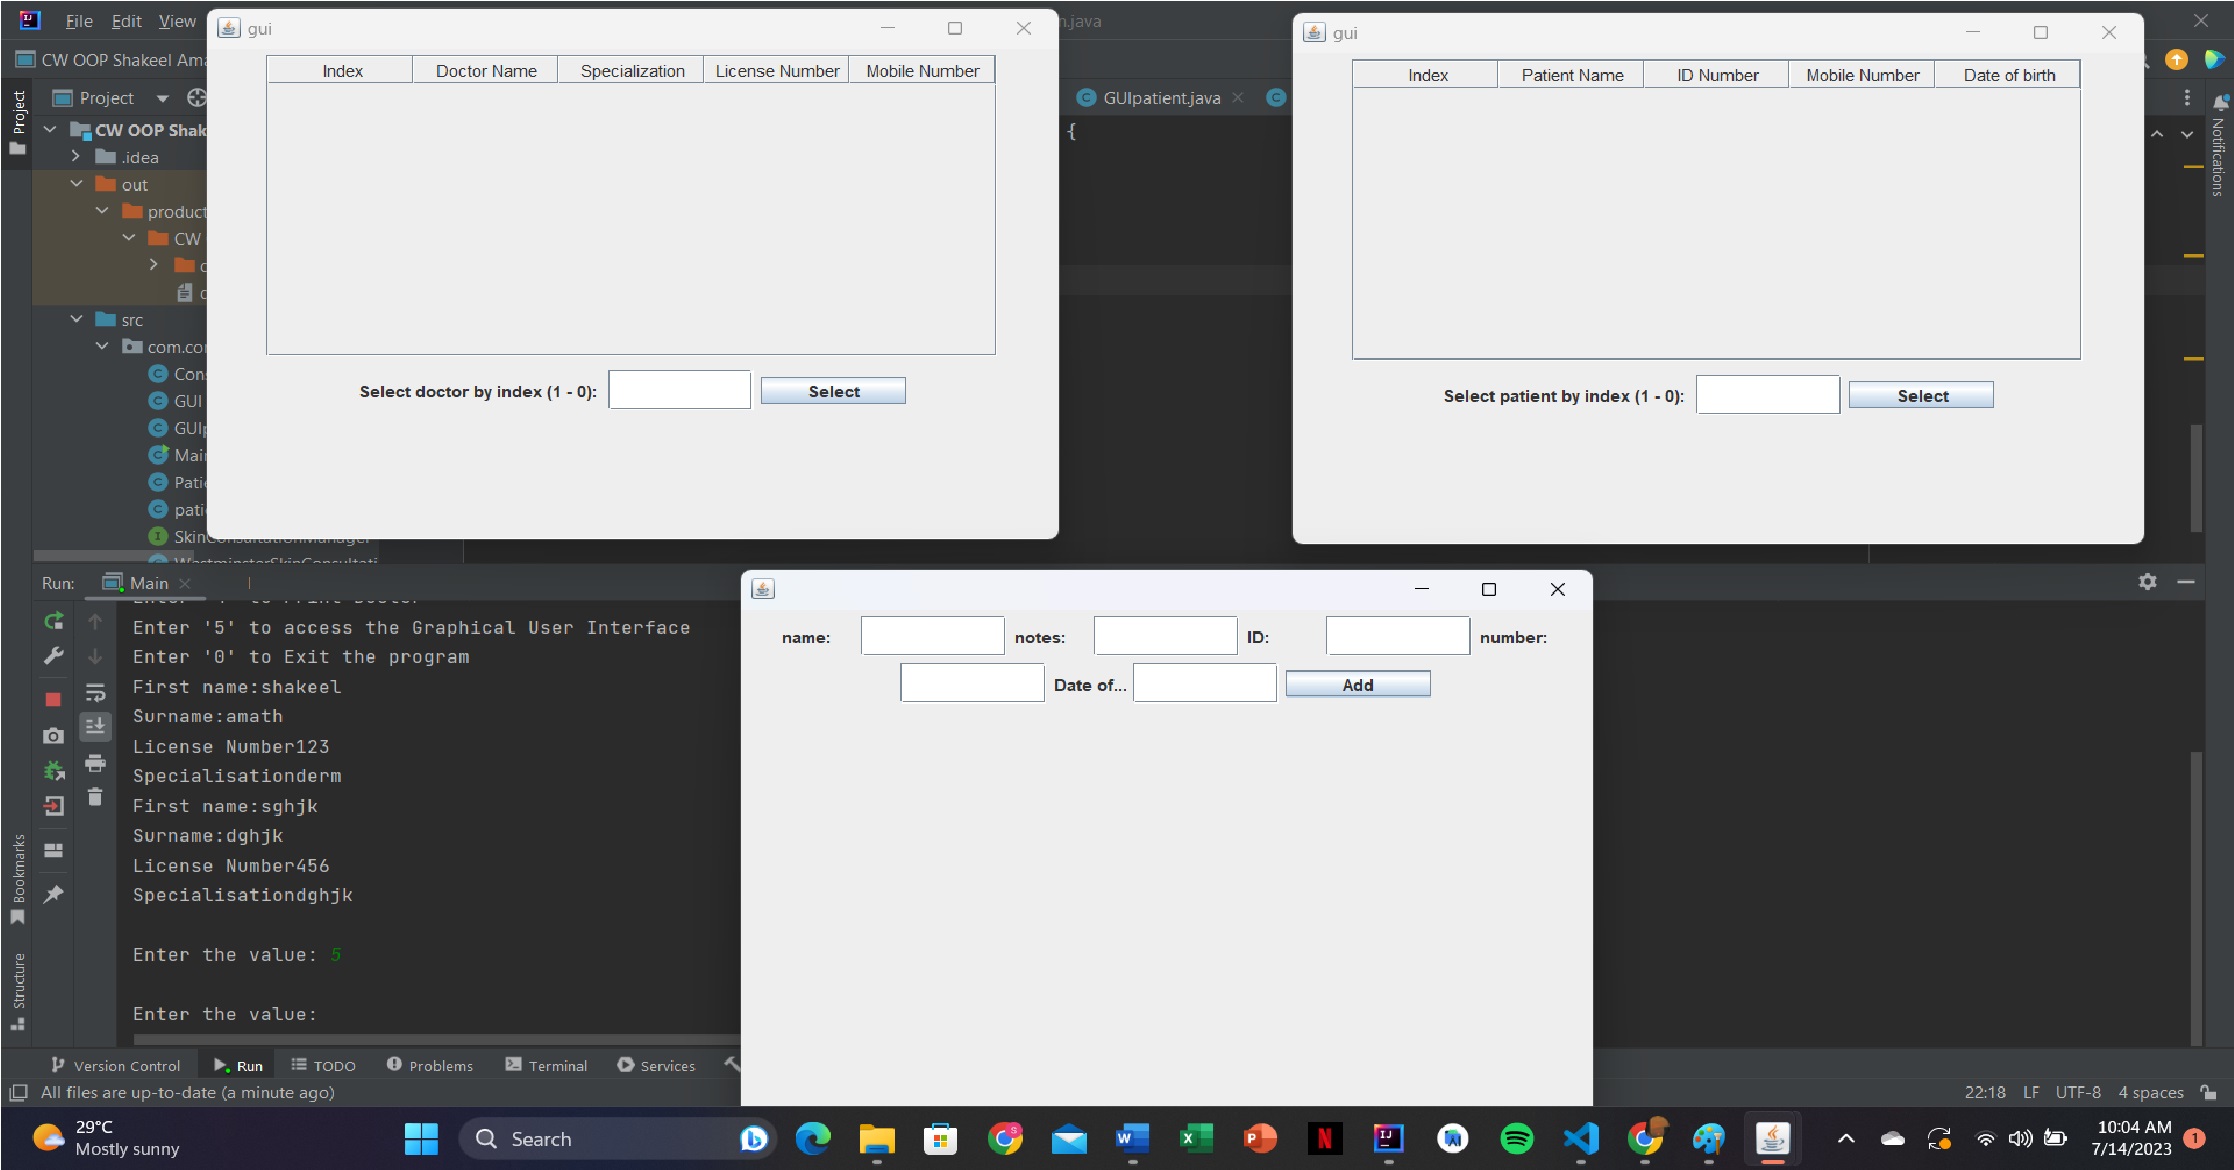 File Edit View
.java
CW OOP Shakeel Ama
gui
Index Doctor Name Specialization License Number Mobile Number
Select doctor by index (1 - 0): Select
gui
Index Patient Name ID Number Mobile Number Date of birth
Select patient by index (1 - 0): Select
Project
Project
GUIpatient.java
{
CW OOP Shak
.idea
out
product
CW
src
com.co
Con
GUI
GUI
Mai
Pati
pati
SkinConsultationManager
WestminsterSkinConsultati
Notifications
Run: Main
name: notes: ID: number:
Date of... Add
Enter '5' to access the Graphical User Interface
Enter '0' to Exit the program
First name:shakeel
Surname:amath
License Number123
Specialisationderm
First name:sghjk
Surname:dghjk
License Number456
Specialisationdghjk
Enter the value: 5
Enter the value:
Bookmarks
Structure
Version Control Run TODO Problems Terminal Services
All files are up-to-date (a minute ago)
22:18 LF UTF-8 4 spaces
29°C
Mostly sunny
Search
10:04 AM
7/14/2023
1